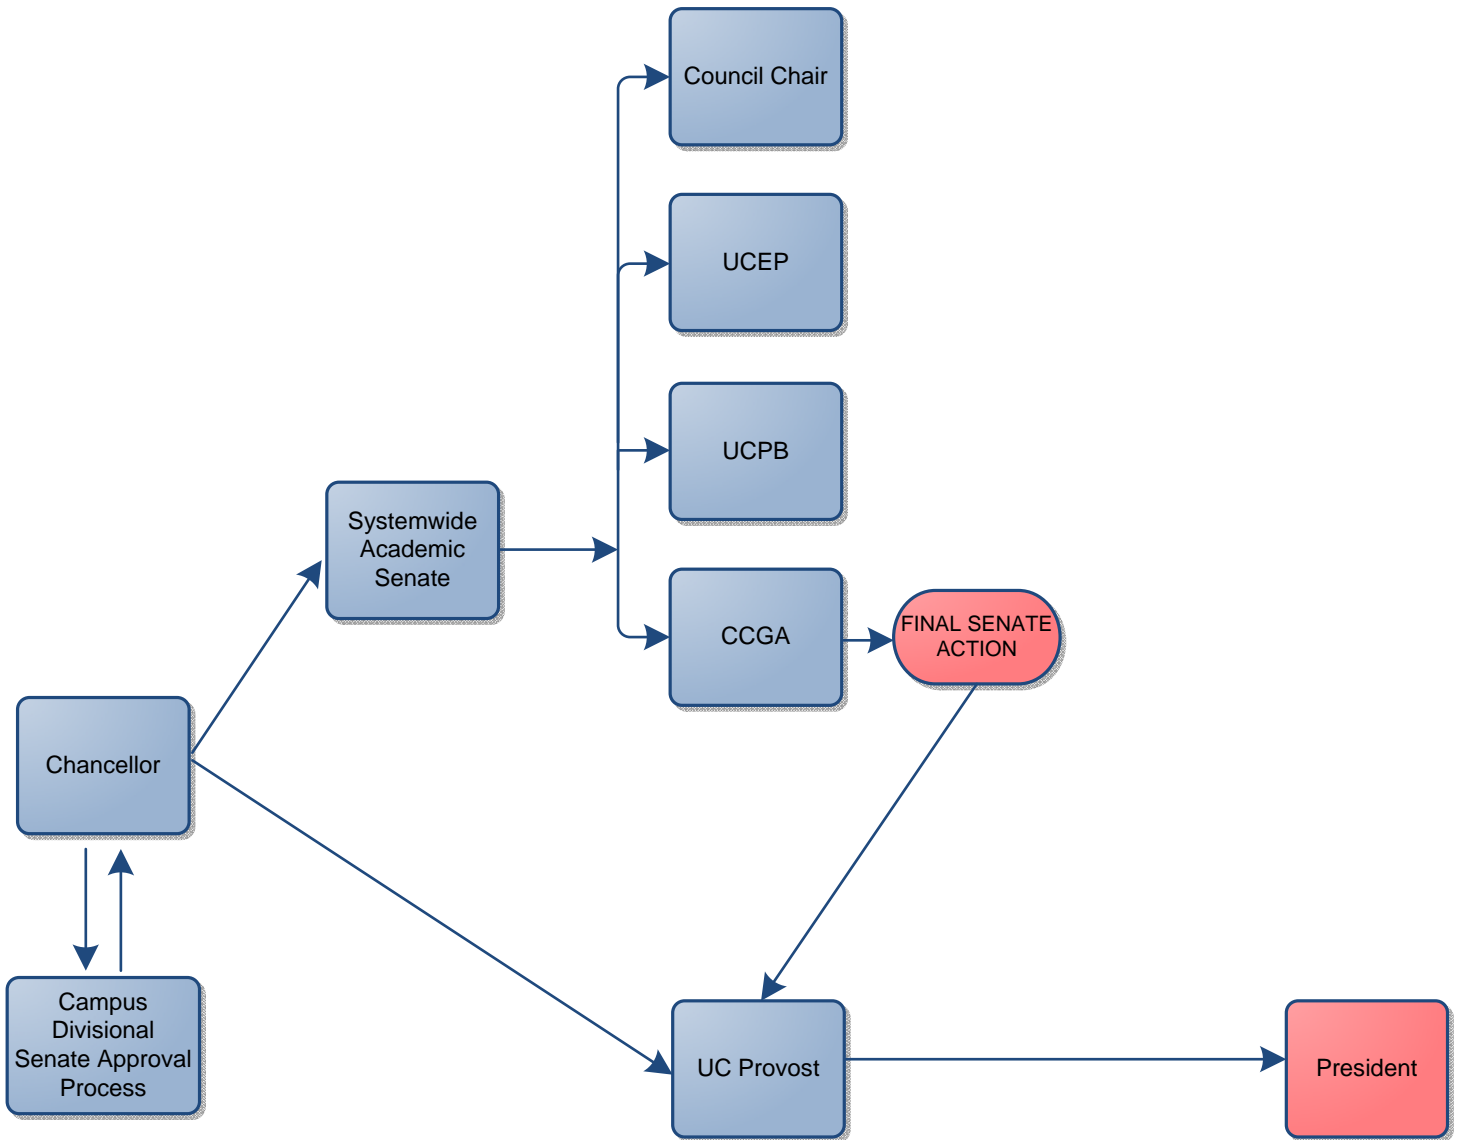 Council Chair
UCEP
UCPB
Systemwide
Academic
Senate
CCGA
FINAL SENATE
ACTION
Chancellor
Campus
Divisional
Senate Approval
Process
UC Provost
President